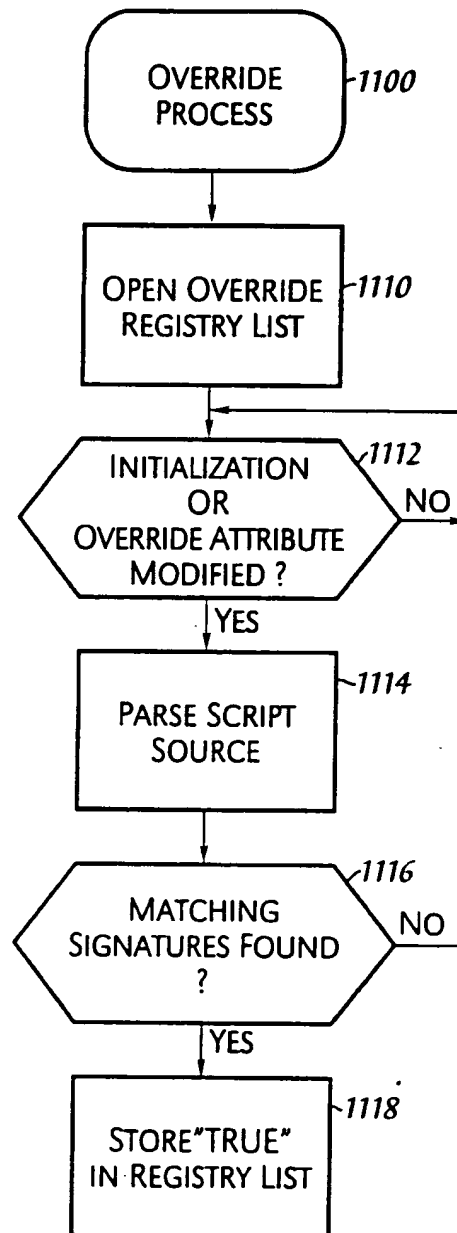 OVERRIDE
PROCESS
1100
OPEN OVERRIDE
REGISTRY LIST
1110
INITIALIZATION
OR
OVERRIDE ATTRIBUTE
MODIFIED ?
1112
NO
YES
PARSE SCRIPT
SOURCE
1114
MATCHING
SIGNATURES FOUND
?
1116
NO
YES
STORE "TRUE"
IN REGISTRY LIST
1118